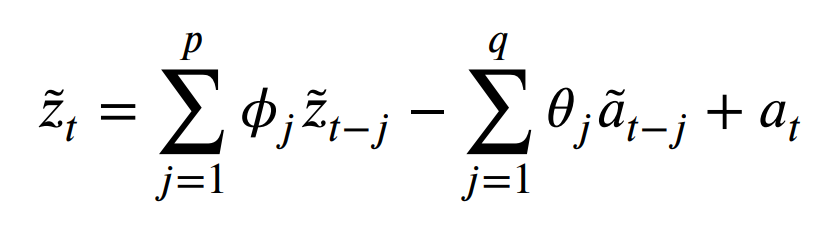 z̃_t = ∑_{j=1}^{p} ϕ_j z̃_{t−j} − ∑_{j=1}^{q} θ_j ã_{t−j} + a_t